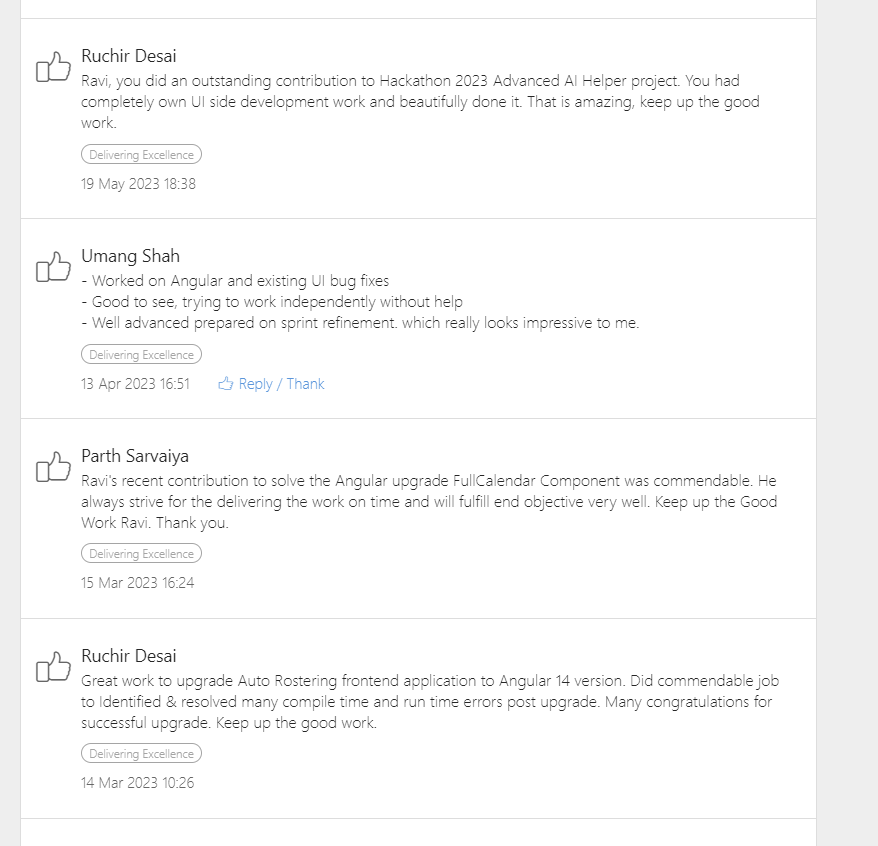 Ruchir Desai
Ravi, you did an outstanding contribution to Hackathon 2023 Advanced AI Helper project. You had
completely own UI side development work and beautifully done it. That is amazing, keep up the good
work.
Delivering Excellence
19 May 2023 18:38
Umang Shah
- Worked on Angular and existing UI bug fixes
- Good to see, trying to work independently without help
- Well advanced prepared on sprint refinement. which really looks impressive to me.
Delivering Excellence
13 Apr 2023 16:51 Reply / Thank
Parth Sarvaiya
Ravi's recent contribution to solve the Angular upgrade FullCalendar Component was commendable. He
always strive for the delivering the work on time and will fulfill end objective very well. Keep up the Good
Work Ravi. Thank you.
Delivering Excellence
15 Mar 2023 16:24
Ruchir Desai
Great work to upgrade Auto Rostering frontend application to Angular 14 version. Did commendable job
to Identified & resolved many compile time and run time errors post upgrade. Many congratulations for
successful upgrade. Keep up the good work.
Delivering Excellence
14 Mar 2023 10:26